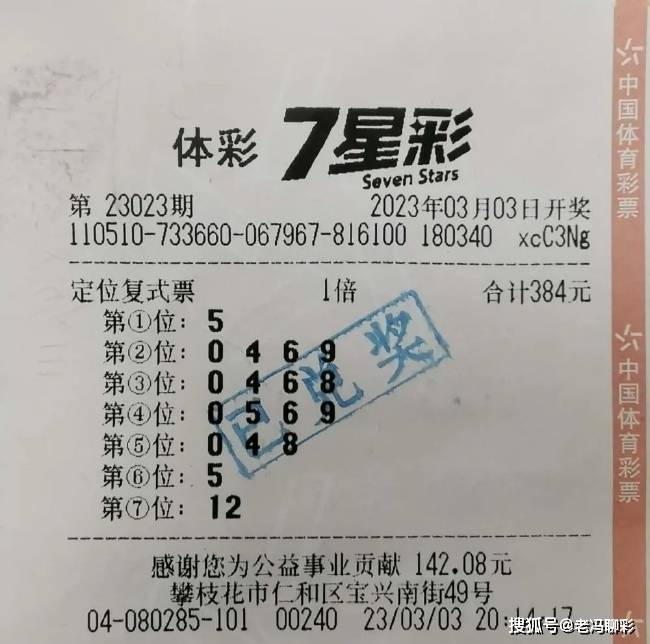 体彩 7星彩
Seven Stars
第 23023期 2023年03月03日开奖
110510-733660-067967-816100 180340 xcC3Ng
定位复式票 1倍 合计384元
第①位: 5
第②位: 0 4 6 9
第③位: 0 4 6 8
第④位: 0 5 6 9
第⑤位: 0 4 8
第⑥位: 5
第⑦位: 12
已兑奖
感谢您为公益事业贡献 142.08元
攀枝花市仁和区宝兴南街49号
04-080285-101 00240 23/03/03 20:14:17
中国体育彩票
中国体育彩票
搜狐号@老冯聊彩